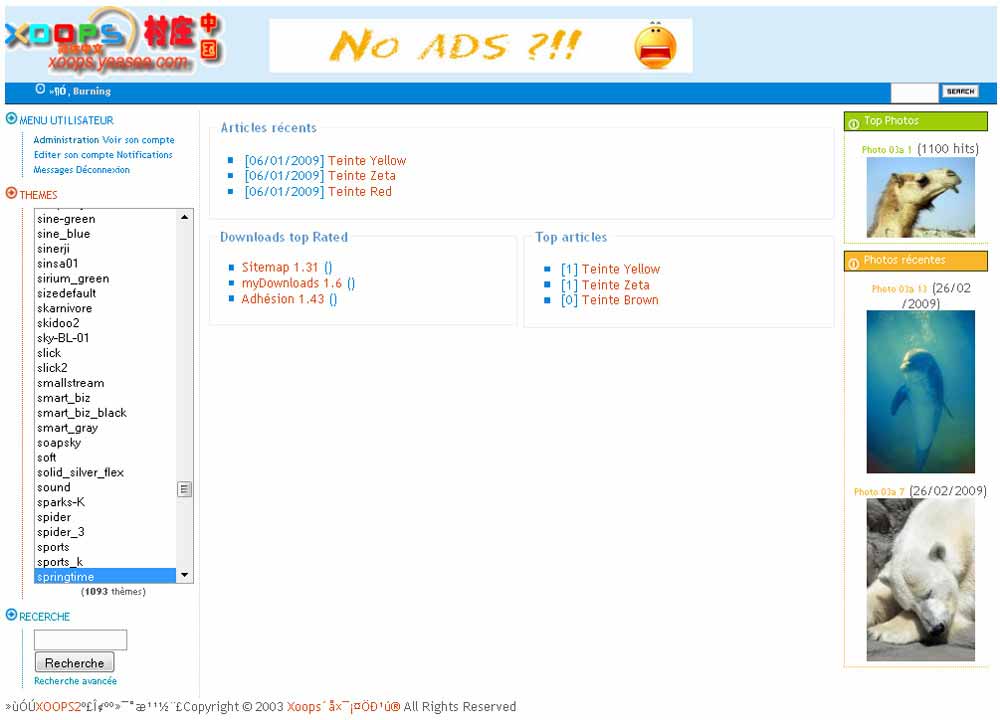 XOOPS 村庄 中国
简体中文
xoops.yeasee.com
No ADS ?!!
»¶Ó­, Burning
SEARCH
MENU UTILISATEUR
Administration Voir son compte
Editer son compte Notifications
Messages Déconnexion
THEMES
sine-green
sine_blue
sinerji
sinsa01
sirium_green
sizedefault
skarnivore
skidoo2
sky-BL-01
slick
slick2
smallstream
smart_biz
smart_biz_black
smart_gray
soapsky
soft
solid_silver_flex
sound
sparks-K
spider
spider_3
sports
sports_k
springtime
(1093 thèmes)
RECERCHE
Recherche
Recherche avancée
Articles récents
[06/01/2009] Teinte Yellow
[06/01/2009] Teinte Zeta
[06/01/2009] Teinte Red
Downloads top Rated
Sitemap 1.31 ()
myDownloads 1.6 ()
Adhésion 1.43 ()
Top articles
[1] Teinte Yellow
[1] Teinte Zeta
[0] Teinte Brown
Top Photos
Photo 03a 1 (1100 hits)
Photos récentes
Photo 03a 13 (26/02
/2009)
Photo 03a 7 (26/02/2009)
XOOPS2 Copyright © 2003 Xoops All Rights Reserved